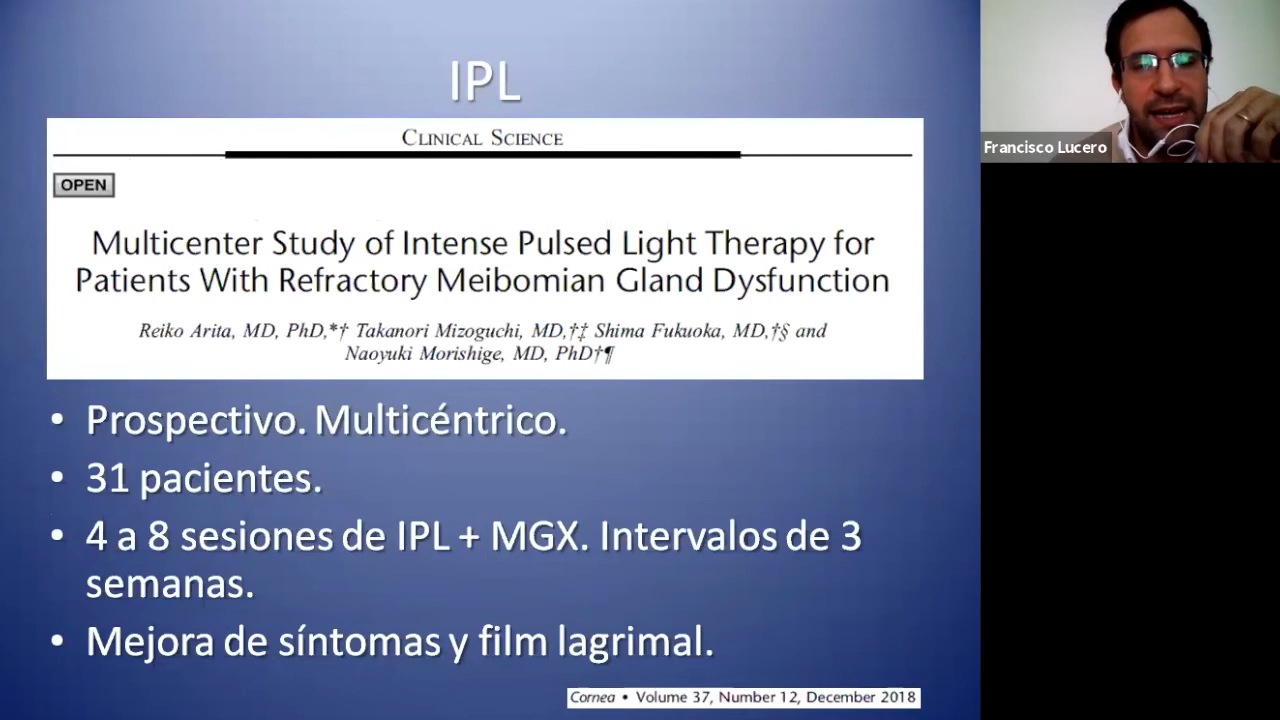 IPL
CLINICAL SCIENCE
OPEN
Multicenter Study of Intense Pulsed Light Therapy for
Patients With Refractory Meibomian Gland Dysfunction
Reiko Arita, MD, PhD,*† Takanori Mizoguchi, MD,†‡ Shima Fukuoka, MD,†§ and
Naoyuki Morishige, MD, PhD†¶
• Prospectivo. Multicéntrico.
• 31 pacientes.
• 4 a 8 sesiones de IPL + MGX. Intervalos de 3
semanas.
• Mejora de síntomas y film lagrimal.
Cornea • Volume 37, Number 12, December 2018
Francisco Lucero